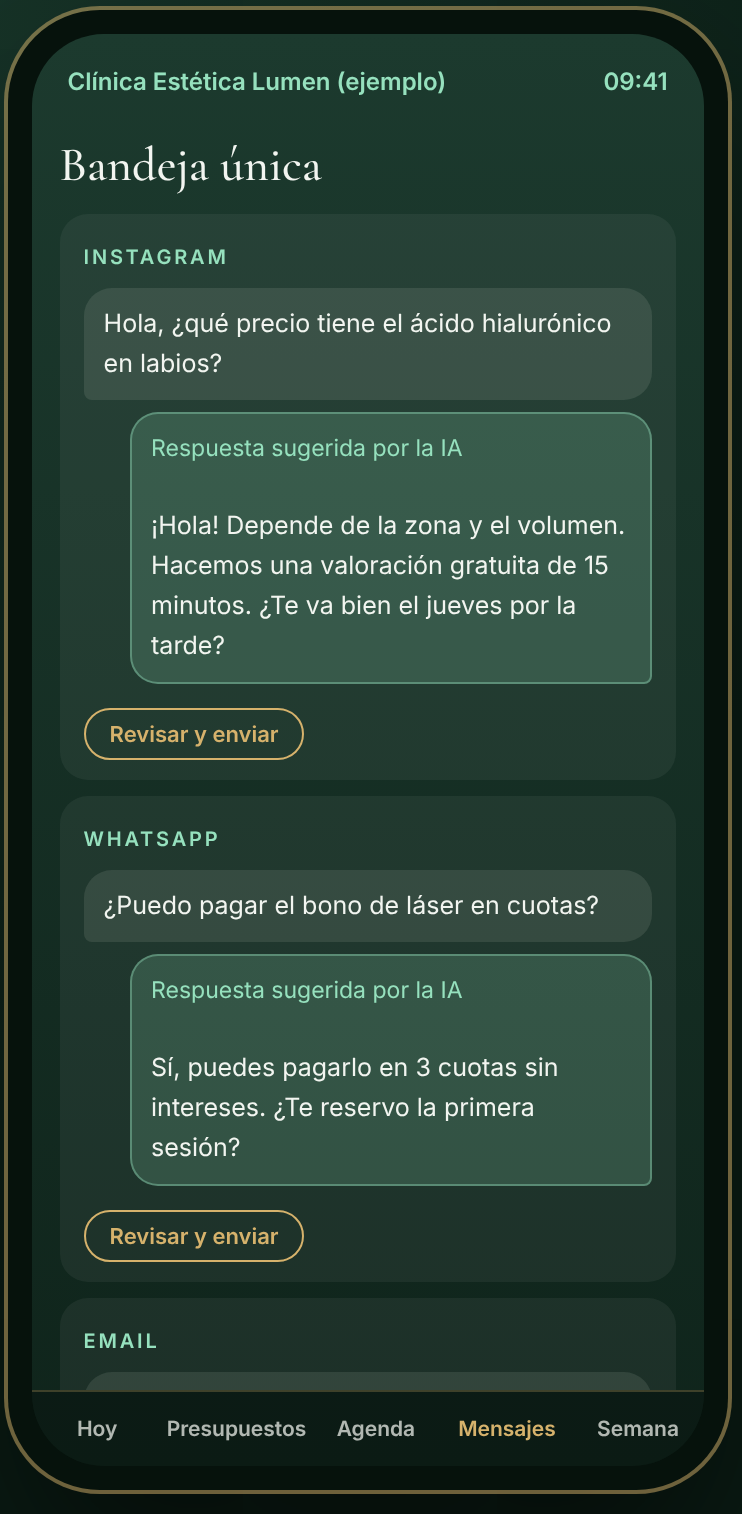 Clínica Estética Lumen (ejemplo)
09:41
Bandeja única
INSTAGRAM
Hola, ¿qué precio tiene el ácido hialurónico
en labios?
Respuesta sugerida por la IA
¡Hola! Depende de la zona y el volumen.
Hacemos una valoración gratuita de 15
minutos. ¿Te va bien el jueves por la
tarde?
Revisar y enviar
WHATSAPP
¿Puedo pagar el bono de láser en cuotas?
Respuesta sugerida por la IA
Sí, puedes pagarlo en 3 cuotas sin
intereses. ¿Te reservo la primera
sesión?
Revisar y enviar
EMAIL
Hoy
Presupuestos
Agenda
Mensajes
Semana